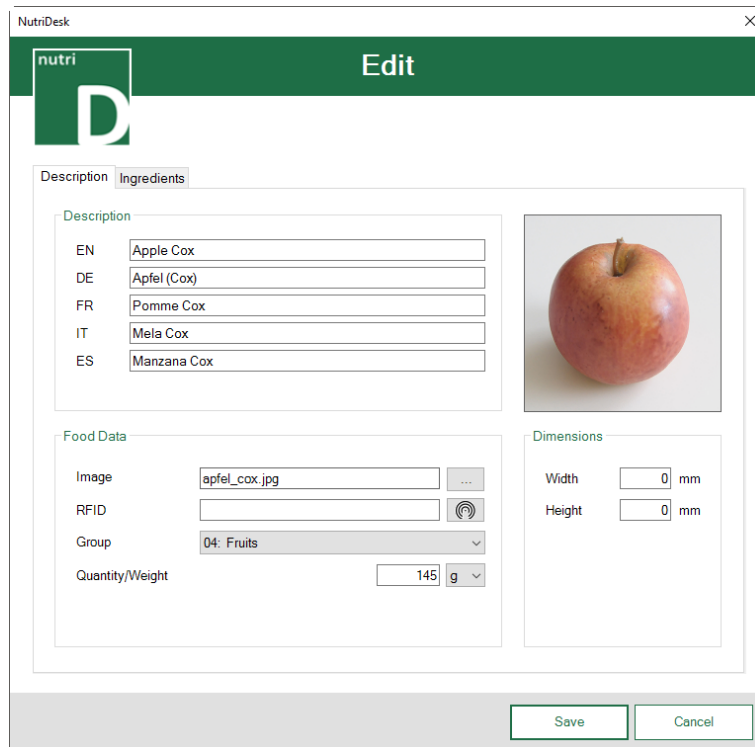 NutriDesk
nutri
D
Edit
Description Ingredients
Description
EN Apple Cox
DE Apfel (Cox)
FR Pomme Cox
IT Mela Cox
ES Manzana Cox
Food Data
Image apfel_cox.jpg ...
RFID
Group 04: Fruits
Quantity/Weight 145 g
Dimensions
Width 0 mm
Height 0 mm
Save Cancel